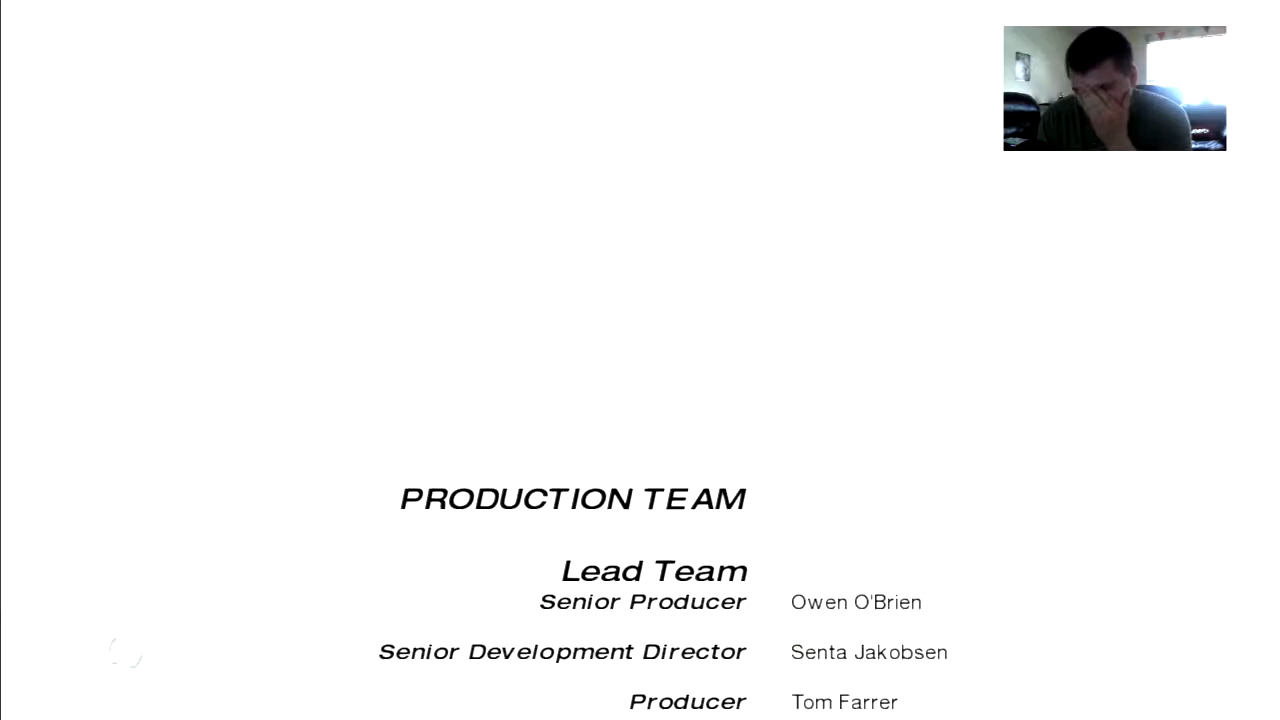 PRODUCTION TEAM
Lead Team
Senior Producer Owen O'Brien
Senior Development Director Senta Jakobsen
Producer Tom Farrer